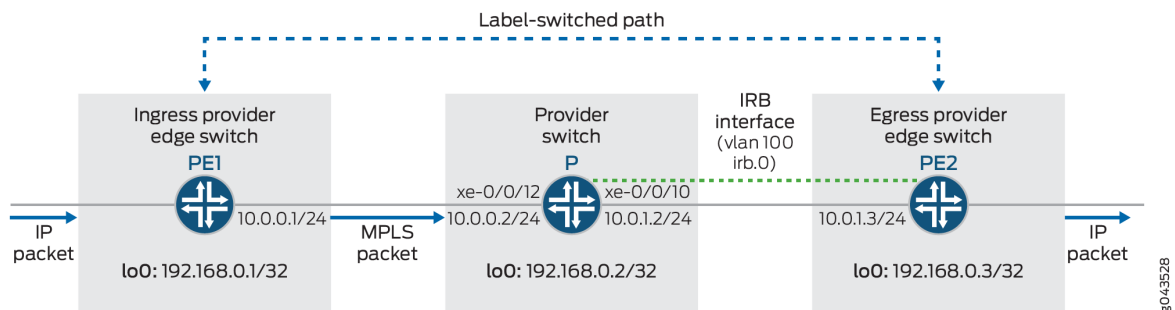 Label-switched path
Ingress provider
edge switch
PE1
Provider
switch
P
IRB
interface
(vlan 100
irb.0)
Egress provider
edge switch
PE2
xe-0/0/12
xe-0/0/10
10.0.0.1/24
10.0.0.2/24
10.0.1.2/24
10.0.1.3/24
IP
packet
MPLS
packet
IP
packet
lo0: 192.168.0.1/32
lo0: 192.168.0.2/32
lo0: 192.168.0.3/32
g043528